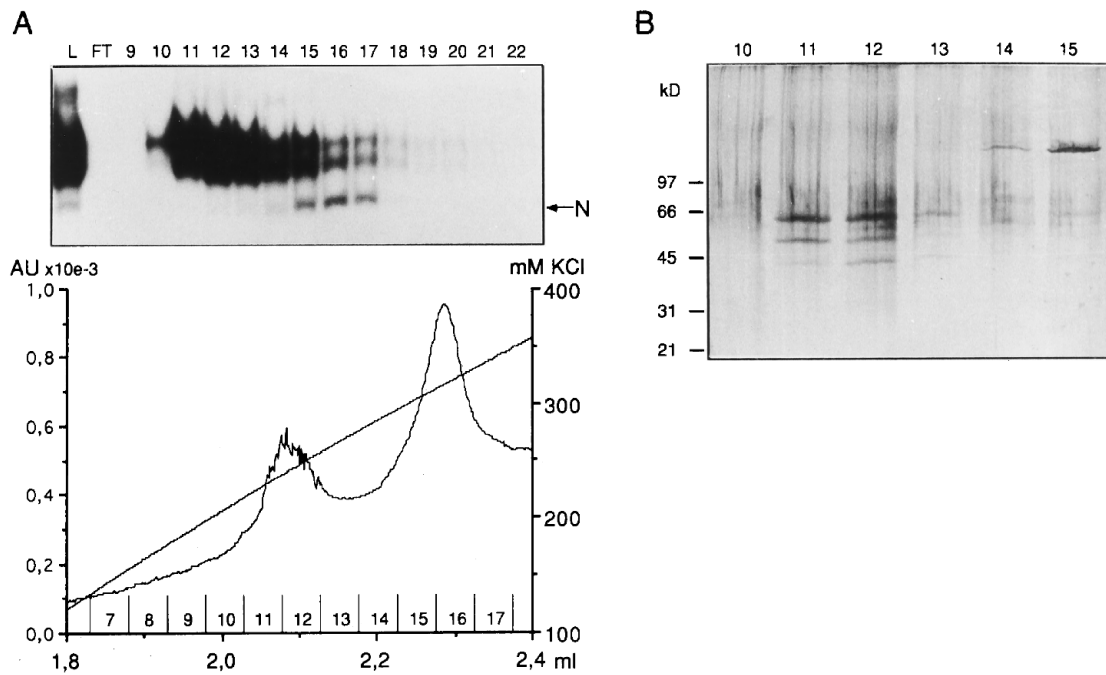 A
L FT 9 10 11 12 13 14 15 16 17 18 19 20 21 22
N
AU x10e-3
mM KCl
1,0
0,8
0,6
0,4
0,2
0,0
400
300
200
100
7 8 9 10 11 12 13 14 15 16 17
1,8 2,0 2,2 2,4 ml
B
10 11 12 13 14 15
kD
97
66
45
31
21